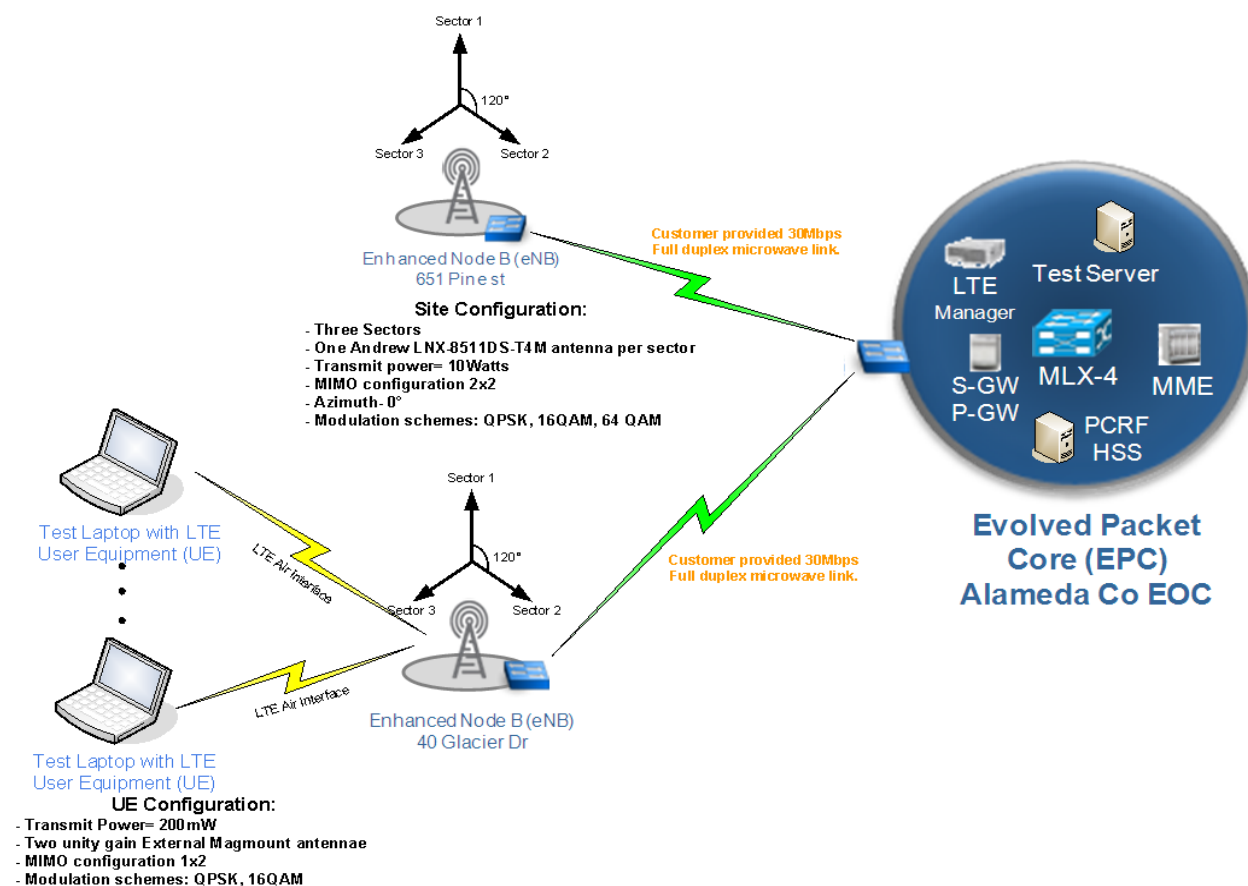 Sector 1
120°
Sector 3
Sector 2
Enhanced Node B (eNB)
651 Pine st
Site Configuration:
- Three Sectors
- One Andrew LNX-8511DS-T4M antenna per sector
- Transmit power= 10Watts
- MIMO configuration 2x2
- Azimuth- 0°
- Modulation schemes: QPSK, 16QAM, 64 QAM
Customer provided 30Mbps
Full duplex microwave link.
LTE
Manager
Test Server
S-GW
P-GW
MLX-4
MME
PCRF
HSS
Evolved Packet
Core (EPC)
Alameda Co EOC
Test Laptop with LTE
User Equipment (UE)
LTE Air Interface
Sector 1
120°
Sector 3
Sector 2
Customer provided 30Mbps
Full duplex microwave link.
LTE Air Interface
Enhanced Node B (eNB)
40 Glacier Dr
Test Laptop with LTE
User Equipment (UE)
UE Configuration:
- Transmit Power= 200mW
- Two unity gain External Magmount antennae
- MIMO configuration 1x2
- Modulation schemes: QPSK, 16QAM